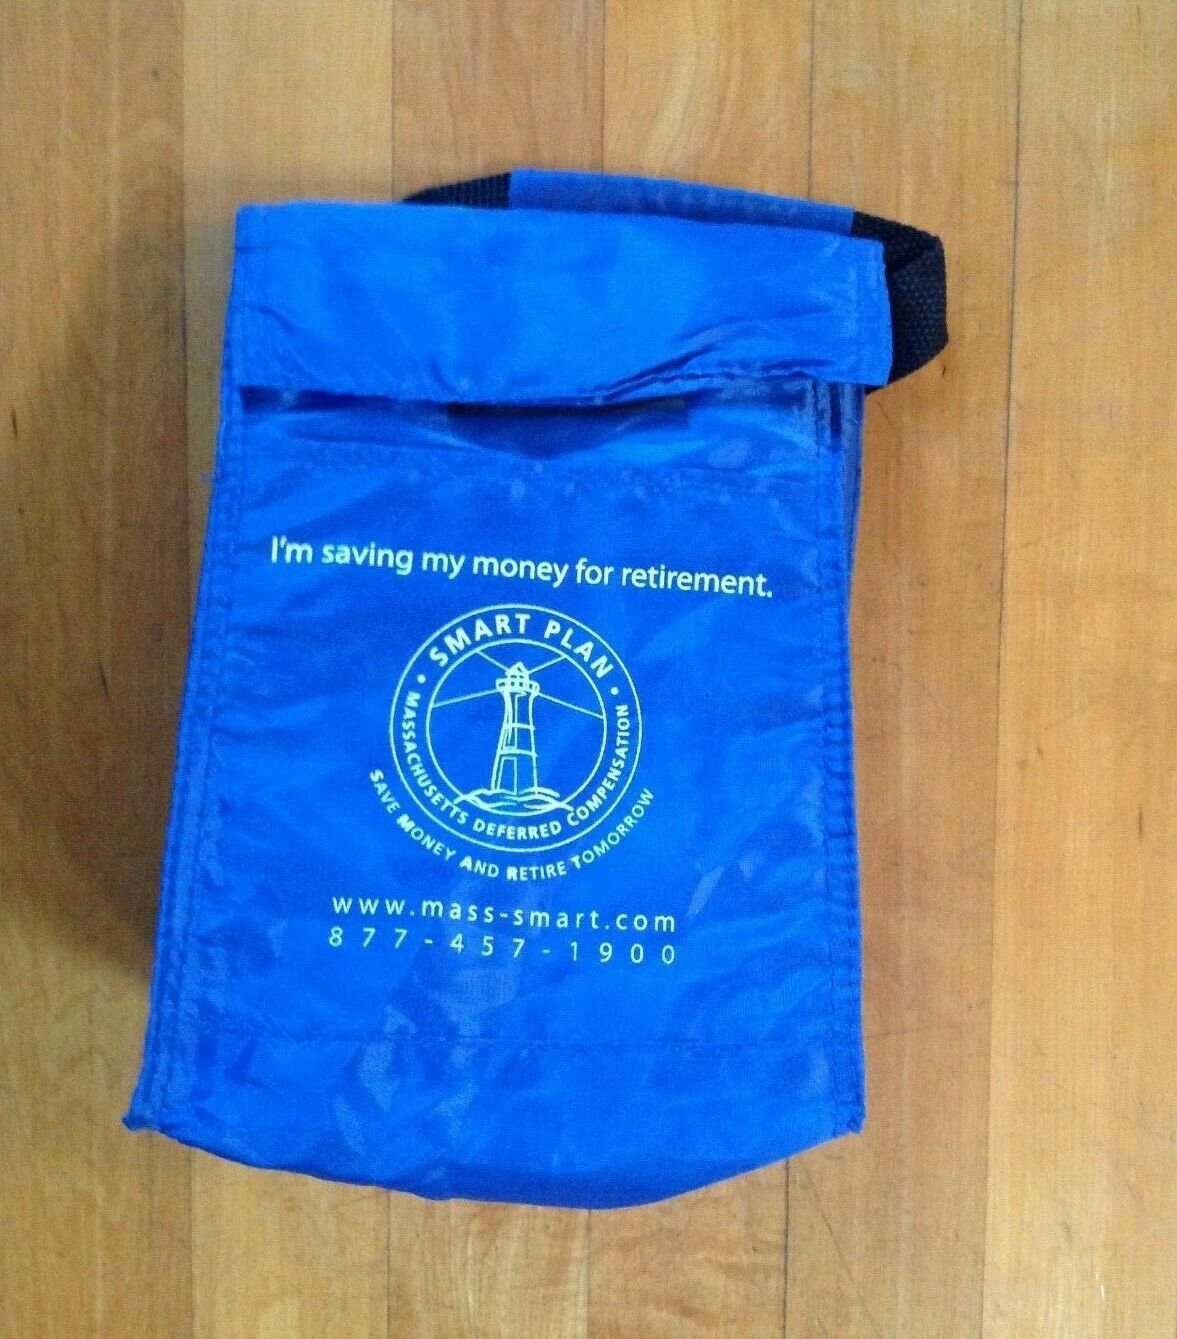 I'm saving my money for retirement.
• SMART PLAN •
MASSACHUSETTS DEFERRED COMPENSATION
SAVE MONEY AND RETIRE TOMORROW
www.mass-smart.com
877-457-1900